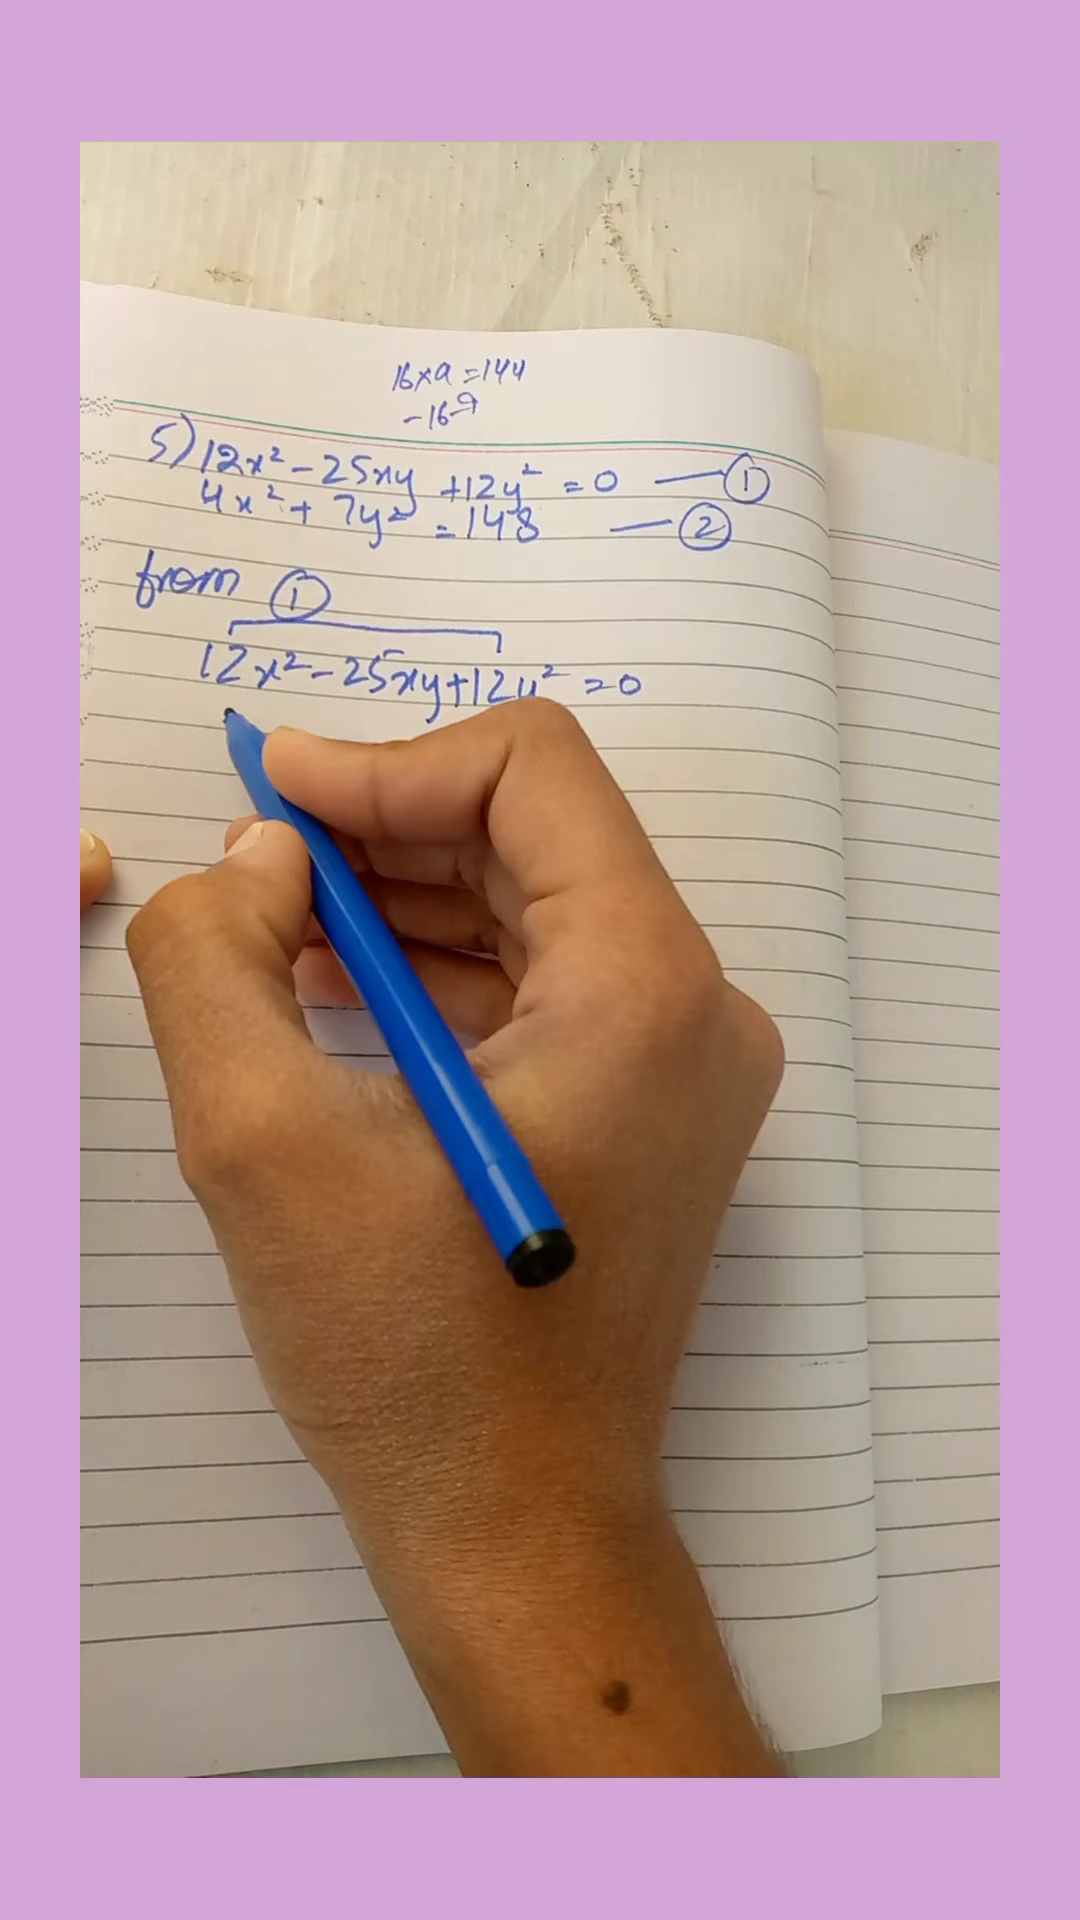 16×9=144
-16-9
5) 12x² - 25xy + 12y² = 0 — ①
4x² + 7y² = 148 — ②
from ①
12x² - 25xy + 12y² = 0